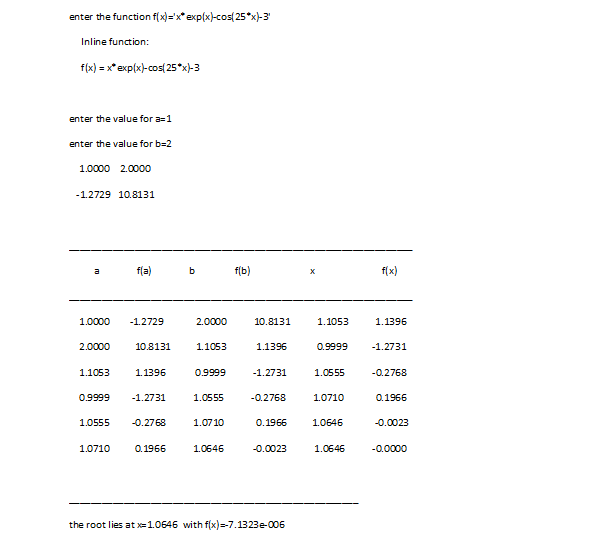 enter the function f(x)='x*exp(x)-cos(25*x)-3'
Inline function:
f(x) = x*exp(x)-cos(25*x)-3
enter the value for a=1
enter the value for b=2
1.0000 2.0000
-1.2729 10.8131
a f(a) b f(b) x f(x)
1.0000 -1.2729 2.0000 10.8131 1.1053 1.1396
2.0000 10.8131 1.1053 1.1396 0.9999 -1.2731
1.1053 1.1396 0.9999 -1.2731 1.0555 -0.2768
0.9999 -1.2731 1.0555 -0.2768 1.0710 0.1966
1.0555 -0.2768 1.0710 0.1966 1.0646 -0.0023
1.0710 0.1966 1.0646 -0.0023 1.0646 -0.0000
the root lies at x=1.0646 with f(x)=-7.1323e-006